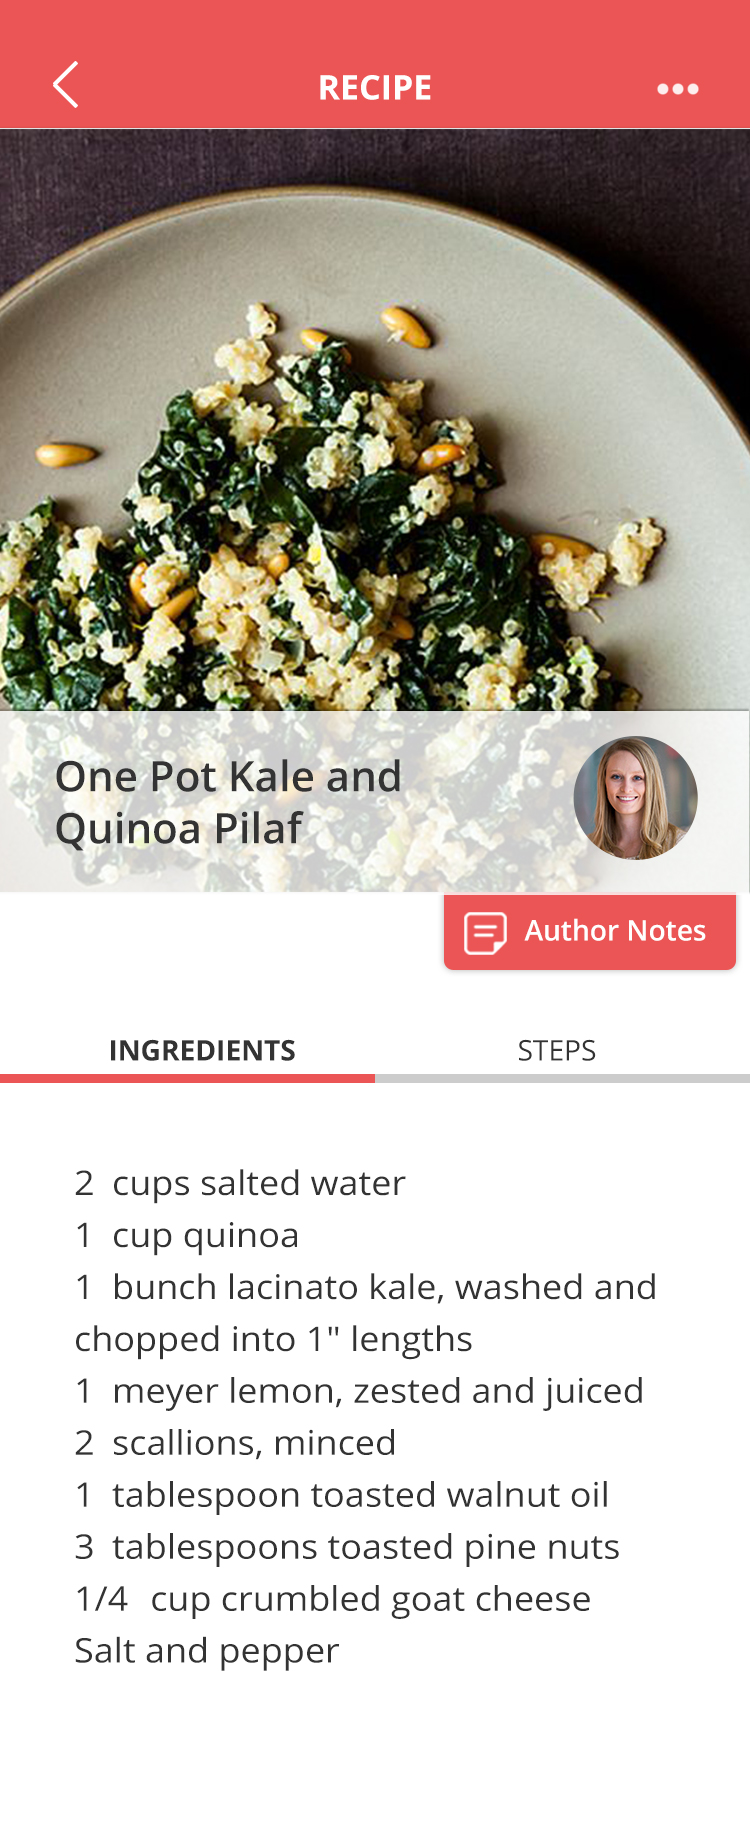 RECIPE
One Pot Kale and
Quinoa Pilaf
Author Notes
INGREDIENTS
STEPS
2 cups salted water
1 cup quinoa
1 bunch lacinato kale, washed and
chopped into 1" lengths
1 meyer lemon, zested and juiced
2 scallions, minced
1 tablespoon toasted walnut oil
3 tablespoons toasted pine nuts
1/4 cup crumbled goat cheese
Salt and pepper